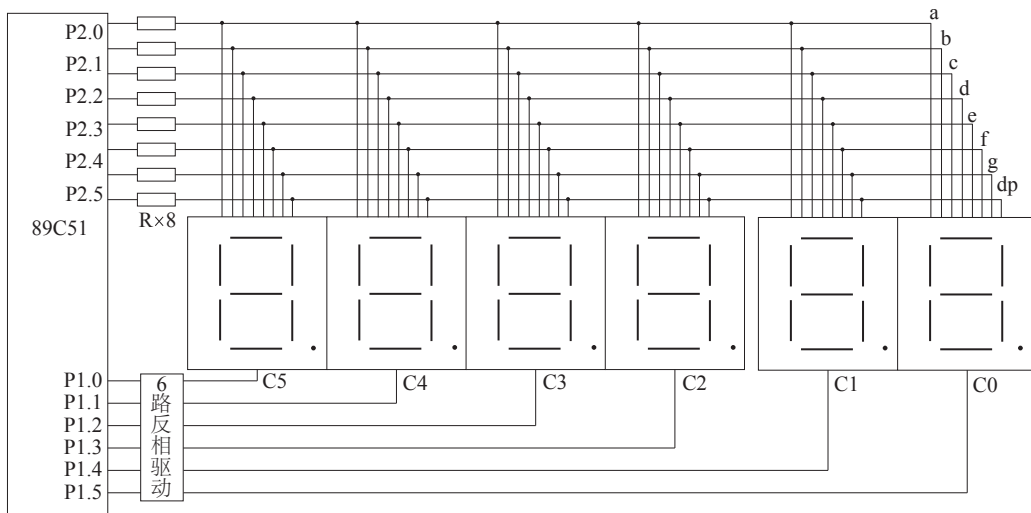 P2.0
P2.1
P2.2
P2.3
P2.4
P2.5
89C51
R×8
a
b
c
d
e
f
g
dp
C5
C4
C3
C2
C1
C0
P1.0
P1.1
P1.2
P1.3
P1.4
P1.5
6
路
反
相
驱
动